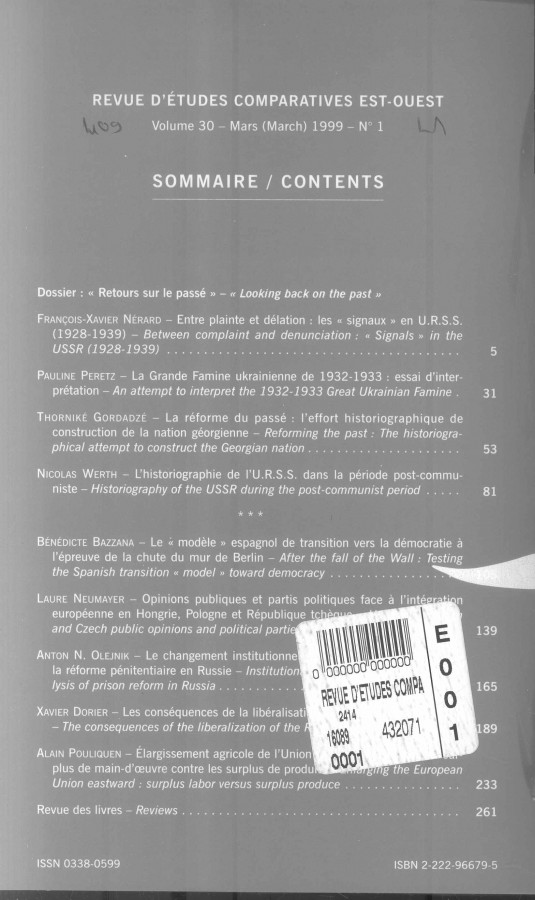 REVUE D'ÉTUDES COMPARATIVES EST-OUEST
409
Volume 30 – Mars (March) 1999 – N° 1
SOMMAIRE / CONTENTS
Dossier : « Retours sur le passé » – « Looking back on the past »
FRANÇOIS-XAVIER NÉRARD – Entre plainte et délation : les « signaux » en U.R.S.S.
(1928-1939) – Between complaint and denunciation : « Signals » in the
USSR (1928-1939) . . . . . . . . . . . . . . . . . . . . . . . . . . . . . . . . . . . . . . . 5
PAULINE PERETZ – La Grande Famine ukrainienne de 1932-1933 : essai d'inter-
prétation – An attempt to interpret the 1932-1933 Great Ukrainian Famine . 31
THORNIKÉ GORDADZÉ – La réforme du passé : l'effort historiographique de
construction de la nation géorgienne – Reforming the past : The historiogra-
phical attempt to construct the Georgian nation . . . . . . . . . . . . . . . . . . . . . 53
NICOLAS WERTH – L'historiographie de l'U.R.S.S. dans la période post-commu-
niste – Historiography of the USSR during the post-communist period . . . . . 81
* * *
BÉNÉDICTE BAZZANA – Le « modèle » espagnol de transition vers la démocratie à
l'épreuve de la chute du mur de Berlin – After the fall of the Wall : Testing
the Spanish transition « model » toward democracy . . . . . . . . . . . . . . . . .
LAURE NEUMAYER – Opinions publiques et partis politiques face à l'intégration
européenne en Hongrie, Pologne et République tchèque
and Czech public opinions and political partie 139
ANTON N. OLEJNIK – Le changement institutionne
la réforme pénitentiaire en Russie – Institution
lysis of prison reform in Russia . . . . . . . . . . . 165
XAVIER DORIER – Les conséquences de la libéralisati
– The consequences of the liberalization of the 189
ALAIN POULIQUEN – Élargissement agricole de l'Union
plus de main-d'œuvre contre les surplus de produi Enlarging the European
Union eastward : surplus labor versus surplus produce . . . . . . . . . . . . . . . . 233
Revue des livres – Reviews . . . . . . . . . . . . . . . . . . . . . . . . . . . . . . . . . . . . . 261
0 000000 000000
REVUE D'ETUDES COMPA
2414
16089 432071
0001
E001
ISSN 0338-0599
ISBN 2-222-96679-5